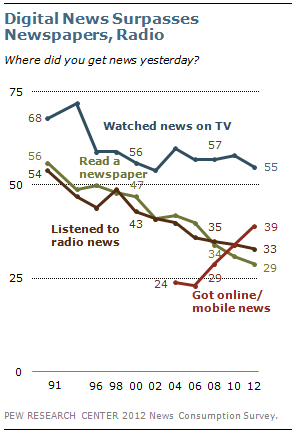 Digital News Surpasses
Newspapers, Radio
Where did you get news yesterday?
75
68
Watched news on TV
56
57
55
56
Read a
newspaper
54
50
47
Listened to
radio news
43
35
39
33
34
29
25
24
29
Got online/
mobile news
0
91 96 98 00 02 04 06 08 10 12
PEW RESEARCH CENTER 2012 News Consumption Survey.